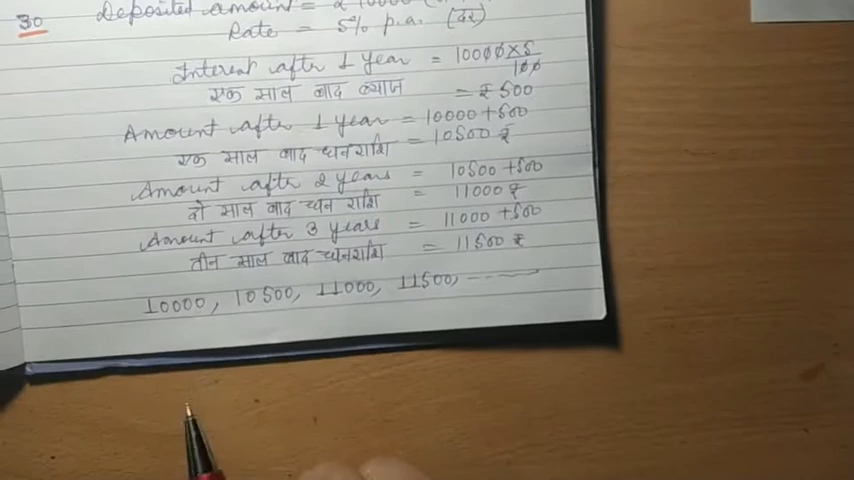 30 Deposited amount = ₹ 10000
Rate = 5% p.a. (दर)
Interest after 1 year = 10000 × 5 / 100
एक साल बाद ब्याज = ₹ 500
Amount after 1 year = 10000 + 500
एक साल बाद धनराशि = 10500 ₹
Amount after 2 years = 10500 + 500
दो साल बाद धन राशि = 11000 ₹
Amount after 3 years = 11000 + 500
तीन साल बाद धनराशि = 11500 ₹
10000, 10500, 11000, 11500, -----